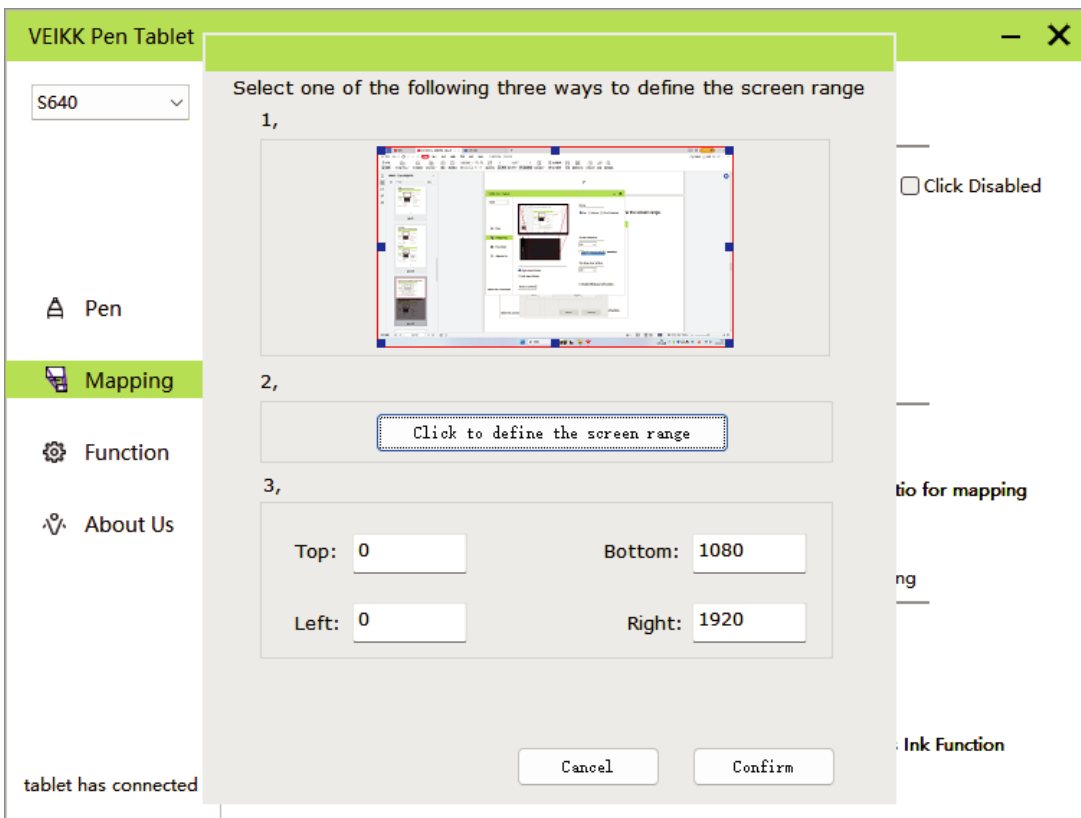 VEIKK Pen Tablet
S640
Pen
Mapping
Function
About Us
tablet has connected
Select one of the following three ways to define the screen range
1,
2,
Click to define the screen range
3,
Top: 0
Bottom: 1080
Left: 0
Right: 1920
Cancel
Confirm
Click Disabled
tio for mapping
ng
Ink Function